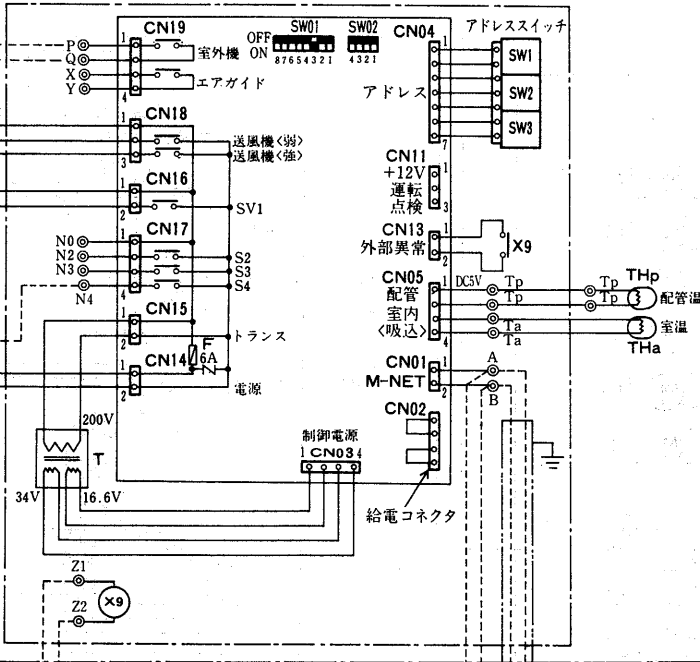 CN19
P
Q
X
Y
1
4
室外機
エアガイド
SW01
OFF
ON
87654321
SW02
4321
CN04
1
7
アドレス
アドレススイッチ
SW1
SW2
SW3
CN18
1
3
送風機<弱>
送風機<強>
CN16
1
2
SV1
CN17
N0
N2
N3
N4
1
4
S2
S3
S4
CN15
1
2
トランス
F
6A
CN14
1
2
電源
CN11
+12V
運転
点検
1
3
CN13
外部異常
1
2
X9
CN05
配管
室内
<吸込>
1
4
DC5V
Tp
Tp
Ta
Ta
Tp
Tp
THp
配管温
室温
THa
CN01
M-NET
1
2
A
B
CN02
給電コネクタ
制御電源
1 CN03 4
200V
T
34V
16.6V
Z1
Z2
X9